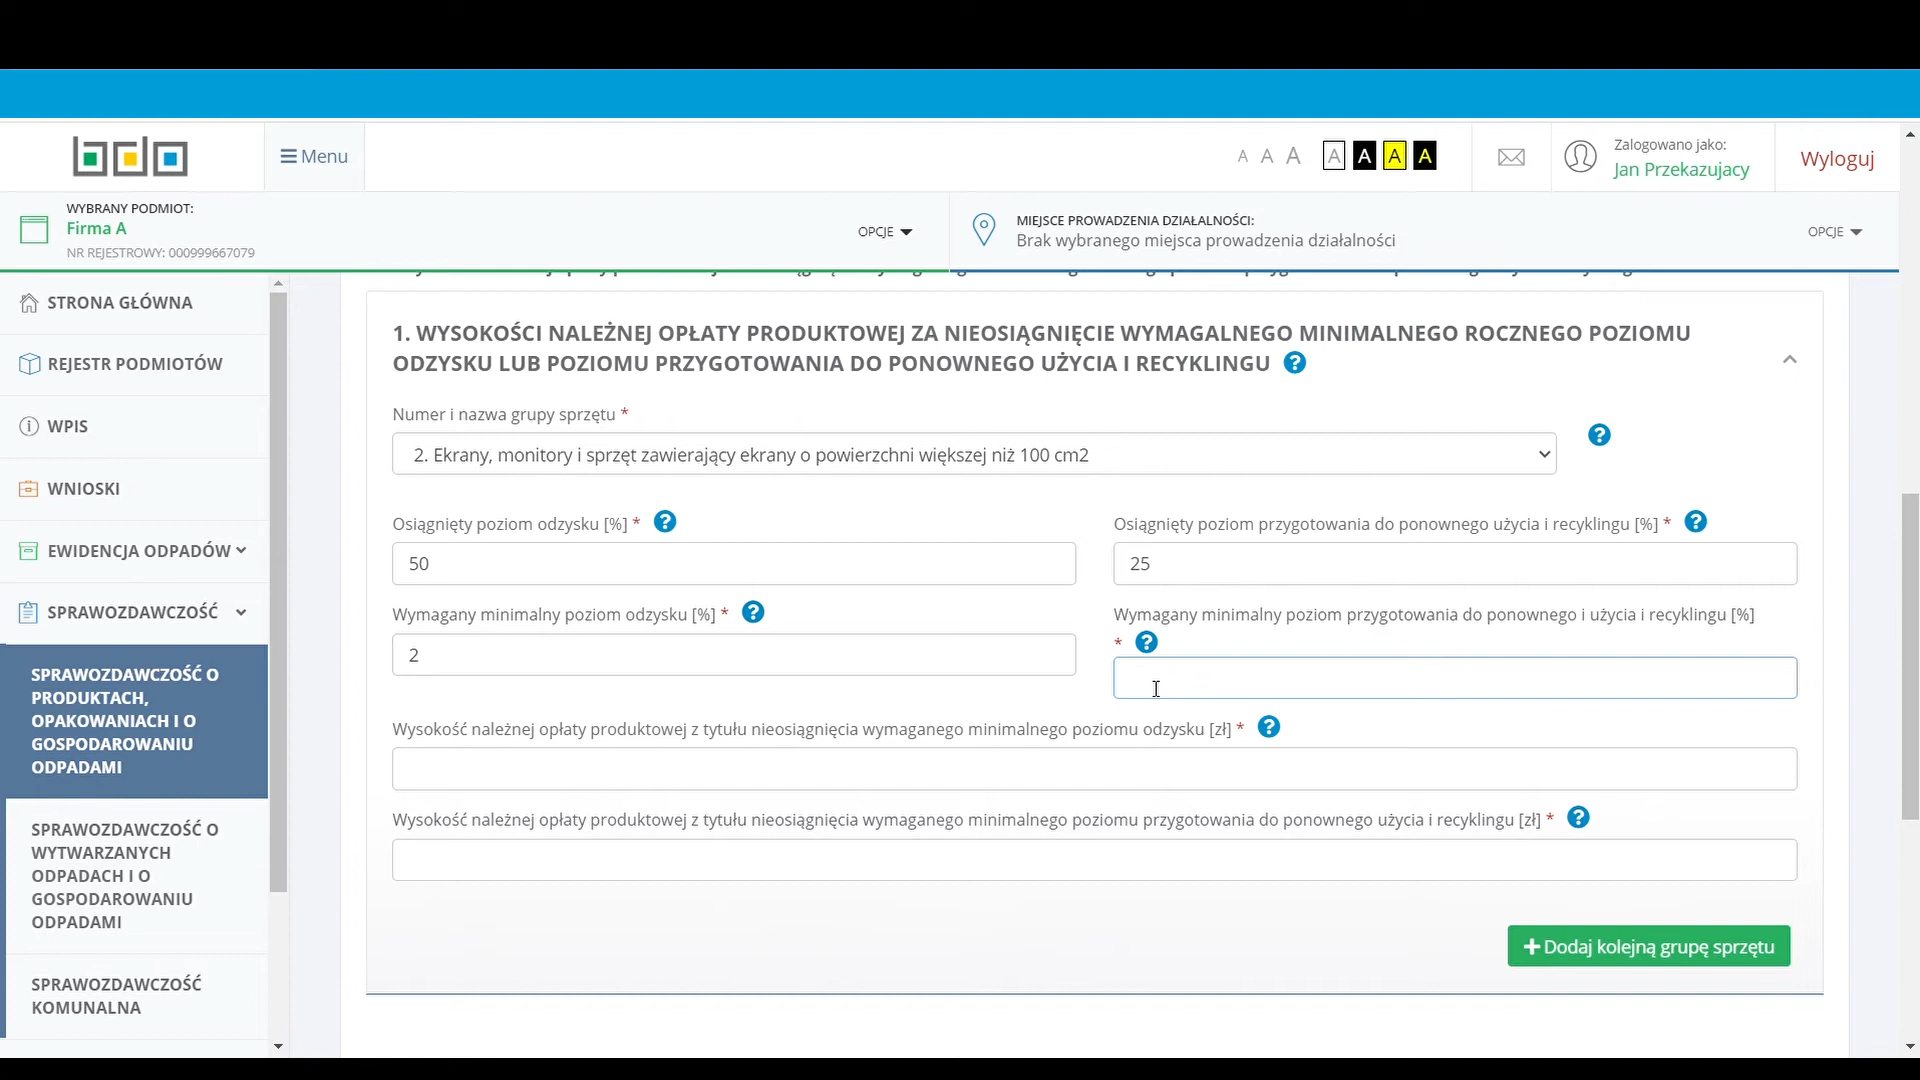 bdo
Menu
A A A A A A A
Zalogowano jako:
Jan Przekazujacy
Wyloguj
WYBRANY PODMIOT:
Firma A
NR REJESTROWY: 000999667079
OPCJE
MIEJSCE PROWADZENIA DZIAŁALNOŚCI:
Brak wybranego miejsca prowadzenia działalności
OPCJE
STRONA GŁÓWNA
REJESTR PODMIOTÓW
WPIS
WNIOSKI
EWIDENCJA ODPADÓW
SPRAWOZDAWCZOŚĆ
SPRAWOZDAWCZOŚĆ O
PRODUKTACH,
OPAKOWANIACH I O
GOSPODAROWANIU
ODPADAMI
SPRAWOZDAWCZOŚĆ O
WYTWARZANYCH
ODPADACH I O
GOSPODAROWANIU
ODPADAMI
SPRAWOZDAWCZOŚĆ
KOMUNALNA
1. WYSOKOŚCI NALEŻNEJ OPŁATY PRODUKTOWEJ ZA NIEOSIĄGNIĘCIE WYMAGALNEGO MINIMALNEGO ROCZNEGO POZIOMU
ODZYSKU LUB POZIOMU PRZYGOTOWANIA DO PONOWNEGO UŻYCIA I RECYKLINGU ?
Numer i nazwa grupy sprzętu *
?
2. Ekrany, monitory i sprzęt zawierający ekrany o powierzchni większej niż 100 cm2
Osiągnięty poziom odzysku [%] * ?
50
Osiągnięty poziom przygotowania do ponownego użycia i recyklingu [%] * ?
25
Wymagany minimalny poziom odzysku [%] * ?
2
Wymagany minimalny poziom przygotowania do ponownego i użycia i recyklingu [%]
* ?
Wysokość należnej opłaty produktowej z tytułu nieosiągnięcia wymaganego minimalnego poziomu odzysku [zł] * ?
Wysokość należnej opłaty produktowej z tytułu nieosiągnięcia wymaganego minimalnego poziomu przygotowania do ponownego użycia i recyklingu [zł] * ?
+ Dodaj kolejną grupę sprzętu